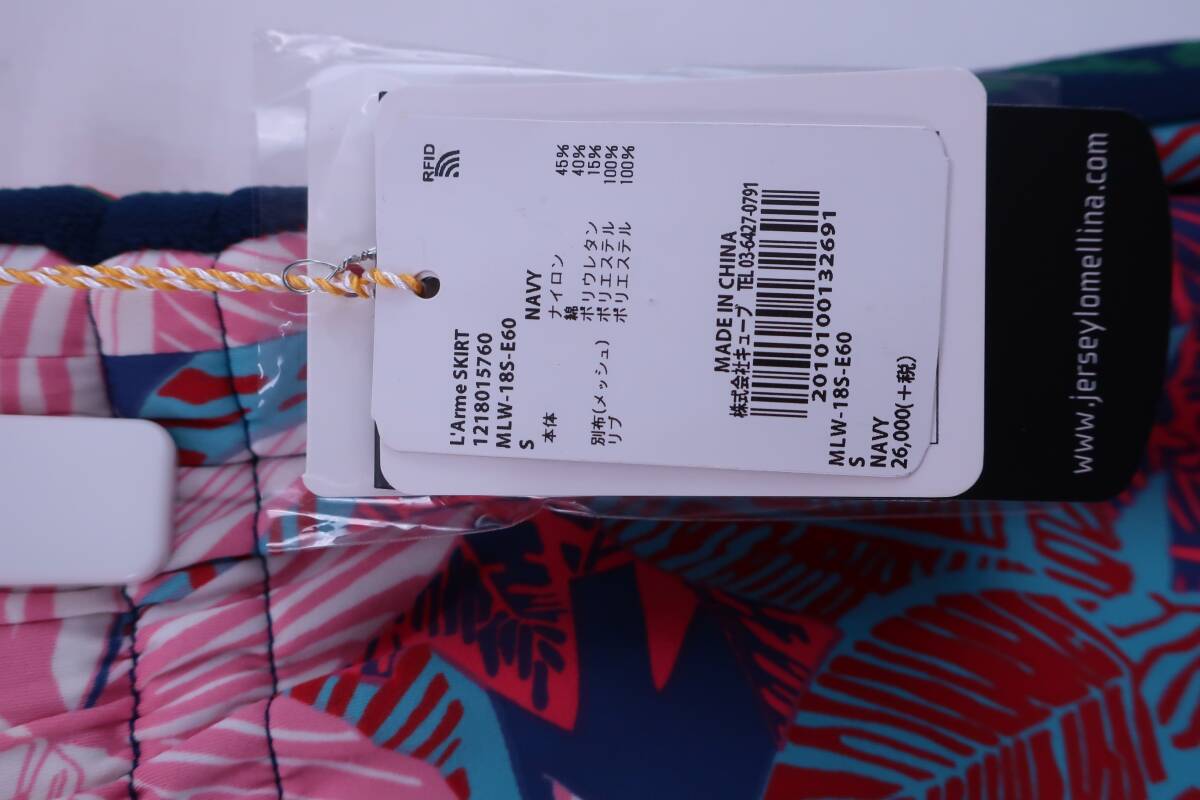 RFID
L'Arme SKIRT
1218015760
MLW-18S-E60
S NAVY
本体 ナイロン 45%
綿 40%
ポリウレタン 15%
別布(メッシュ) ポリエステル 100%
リブ ポリエステル 100%
MADE IN CHINA
株式会社キューブ TEL 03-6427-0791
2010100132691
MLW-18S-E60
S
NAVY
26,000(+税)
www.jerseylomellina.com